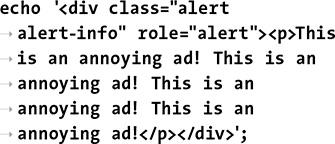 echo '<div class="alert
→ alert-info" role="alert"><p>This
→ is an annoying ad! This is an
→ annoying ad! This is an
→ annoying ad! This is an
→ annoying ad!</p></div>';